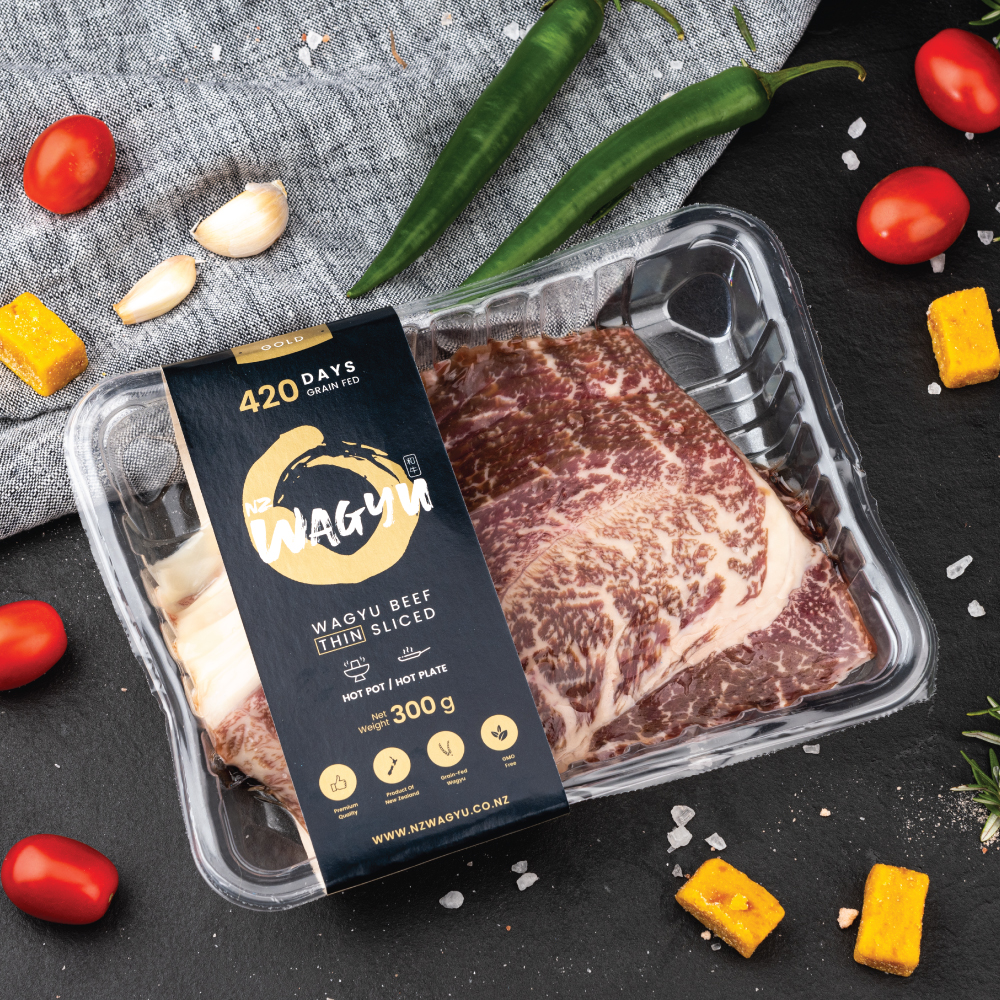 GOLD
420 DAYS
GRAIN FED
和牛
NZ
WAGYU
WAGYU BEEF
THIN SLICED
HOT POT / HOT PLATE
Net
Weight 300 g
Premium
Quality
Product Of
New Zealand
Grain-Fed
Wagyu
GMO
Free
WWW.NZWAGYU.CO.NZ